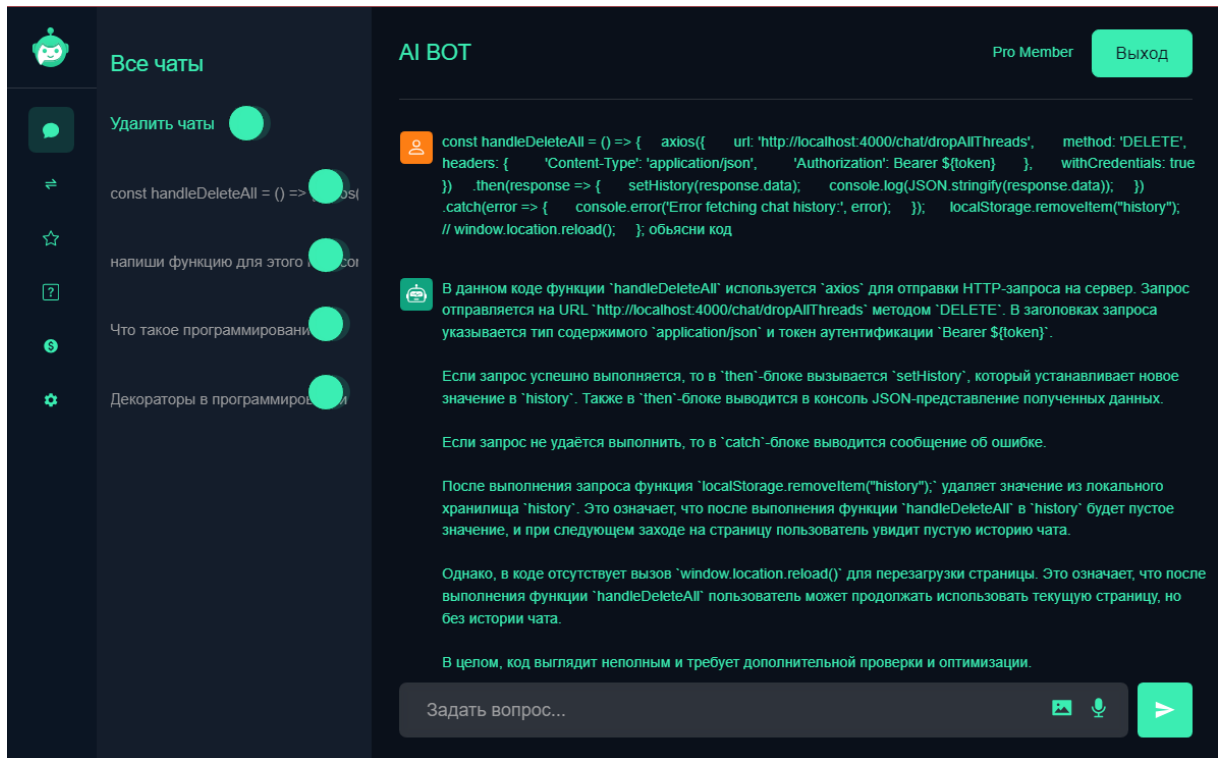 Все чаты
Удалить чаты
const handleDeleteAll = () =>
напиши функцию для этого
Что такое программировани
Декораторы в
AI BOT
Pro Member
Выход
const handleDeleteAll = () => { axios({ url: 'http://localhost:4000/chat/dropAllThreads', method: 'DELETE',
headers: { 'Content-Type': 'application/json', 'Authorization': Bearer ${token} }, withCredentials: true
}) .then(response => { setHistory(response.data); console.log(JSON.stringify(response.data)); })
.catch(error => { console.error('Error fetching chat history:', error); }); localStorage.removeItem("history");
// window.location.reload(); }; обьясни код
В данном коде функции `handleDeleteAll` используется `axios` для отправки HTTP-запроса на сервер. Запрос
отправляется на URL `http://localhost:4000/chat/dropAllThreads` методом `DELETE`. В заголовках запроса
указывается тип содержимого `application/json` и токен аутентификации `Bearer ${token}`.
Если запрос успешно выполняется, то в `then`-блоке вызывается `setHistory`, который устанавливает новое
значение в `history`. Также в `then`-блоке выводится в консоль JSON-представление полученных данных.
Если запрос не удаётся выполнить, то в `catch`-блоке выводится сообщение об ошибке.
После выполнения запроса функция `localStorage.removeItem("history");` удаляет значение из локального
хранилища `history`. Это означает, что после выполнения функции `handleDeleteAll` в `history` будет пустое
значение, и при следующем заходе на страницу пользователь увидит пустую историю чата.
Однако, в коде отсутствует вызов `window.location.reload()` для перезагрузки страницы. Это означает, что после
выполнения функции `handleDeleteAll` пользователь может продолжать использовать текущую страницу, но
без истории чата.
В целом, код выглядит неполным и требует дополнительной проверки и оптимизации.
Задать вопрос...